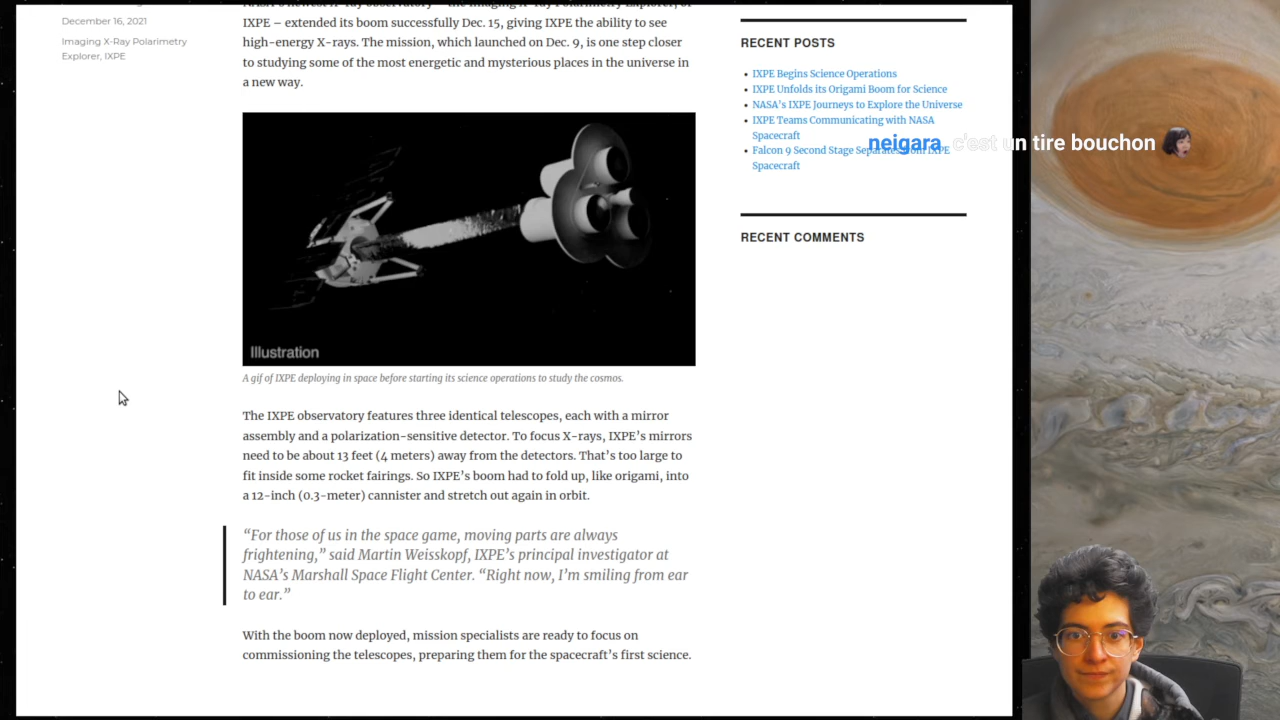 December 16, 2021
Imaging X-Ray Polarimetry
Explorer, IXPE
IXPE – extended its boom successfully Dec. 15, giving IXPE the ability to see
high-energy X-rays. The mission, which launched on Dec. 9, is one step closer
to studying some of the most energetic and mysterious places in the universe in
a new way.
Illustration
A gif of IXPE deploying in space before starting its science operations to study the cosmos.
The IXPE observatory features three identical telescopes, each with a mirror
assembly and a polarization-sensitive detector. To focus X-rays, IXPE’s mirrors
need to be about 13 feet (4 meters) away from the detectors. That’s too large to
fit inside some rocket fairings. So IXPE’s boom had to fold up, like origami, into
a 12-inch (0.3-meter) cannister and stretch out again in orbit.
“For those of us in the space game, moving parts are always
frightening,” said Martin Weisskopf, IXPE’s principal investigator at
NASA’s Marshall Space Flight Center. “Right now, I’m smiling from ear
to ear.”
With the boom now deployed, mission specialists are ready to focus on
commissioning the telescopes, preparing them for the spacecraft’s first science.
RECENT POSTS
IXPE Begins Science Operations
IXPE Unfolds its Origami Boom for Science
NASA’s IXPE Journeys to Explore the Universe
IXPE Teams Communicating with NASA
Spacecraft
neigara c'est un tire bouchon
Falcon 9 Second Stage Separates from IXPE
Spacecraft
RECENT COMMENTS